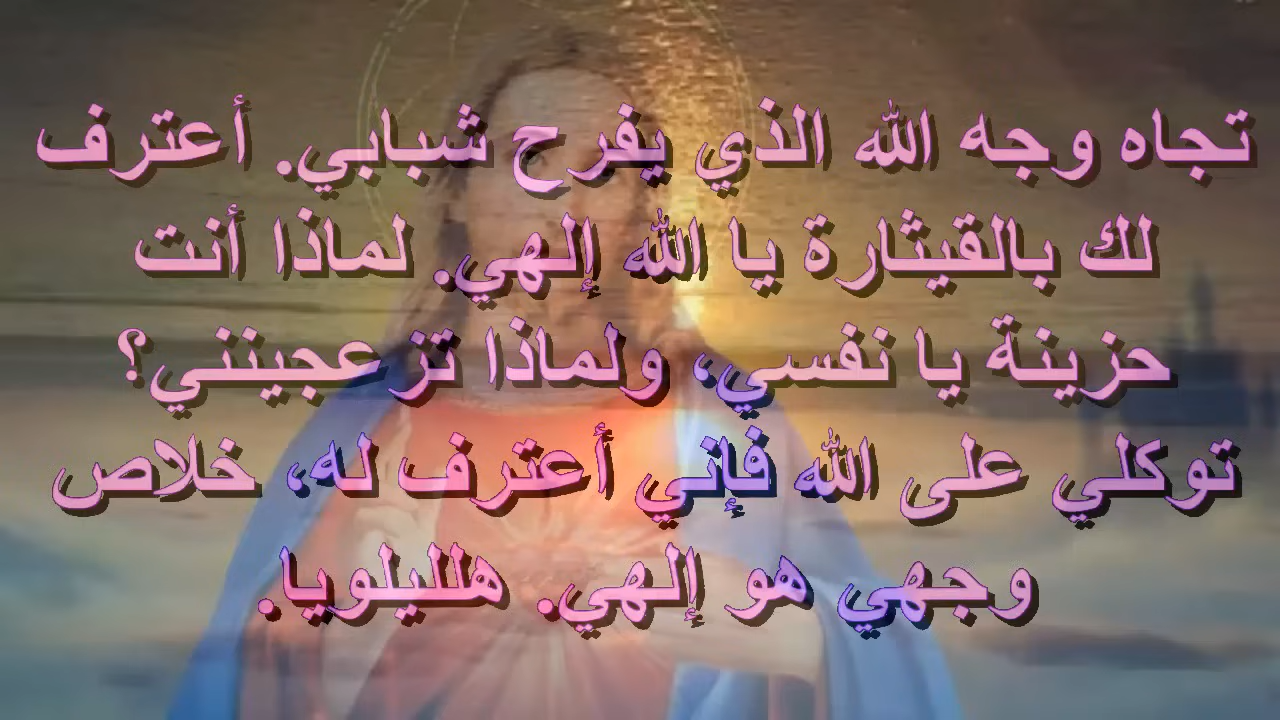 تجاه وجه الله الذي يفرح شبابي. أعترف
لك بالقيثارة يا الله إلهي. لماذا أنت
حزينة يا نفسي، ولماذا تزعجينني؟
توكلي على الله فإني أعترف له، خلاص
وجهي هو إلهي. هلليلويا.